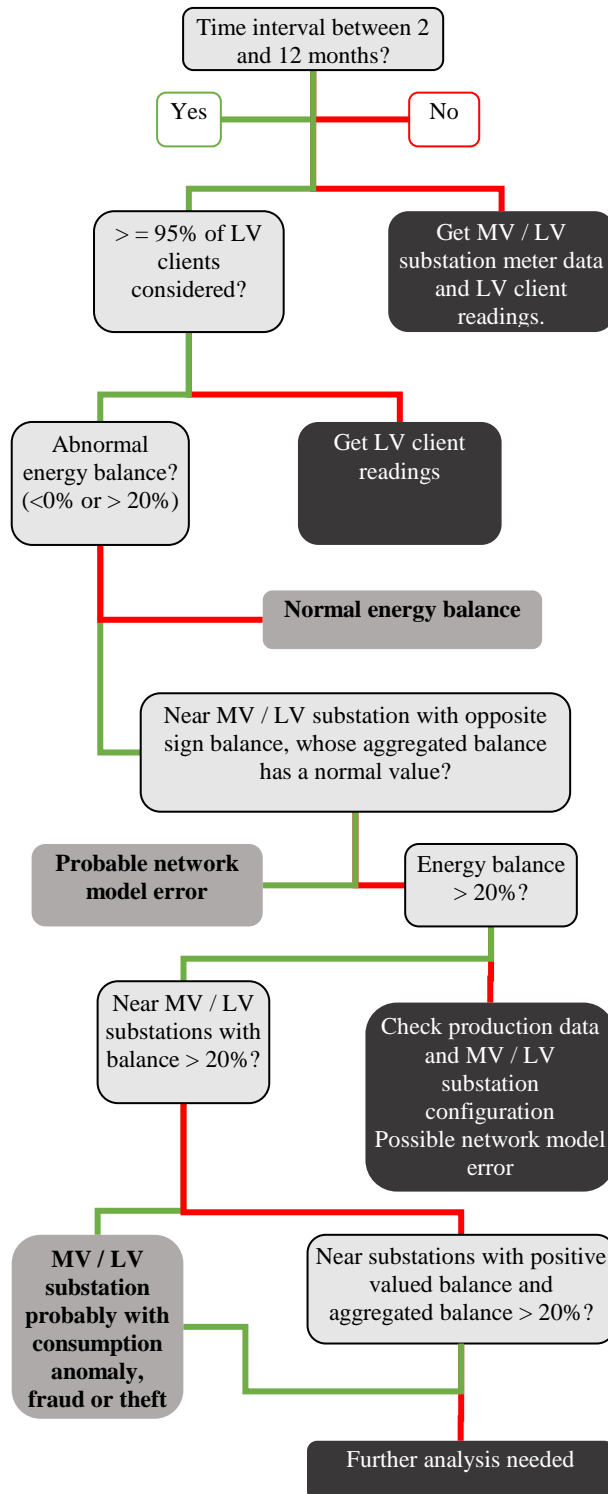 Time interval between 2
and 12 months?
Yes
No
> = 95% of LV
clients
considered?
Get MV / LV
substation meter data
and LV client
readings.
Abnormal
energy balance?
(<0% or > 20%)
Get LV client
readings
Normal energy balance
Near MV / LV substation with opposite
sign balance, whose aggregated balance
has a normal value?
Probable network
model error
Energy balance
> 20%?
Near MV / LV
substations with
balance > 20%?
Check production data
and MV / LV
substation
configuration
Possible network model
error
MV / LV
substation
probably with
consumption
anomaly,
fraud or theft
Near substations with positive
valued balance and
aggregated balance > 20%?
Further analysis needed